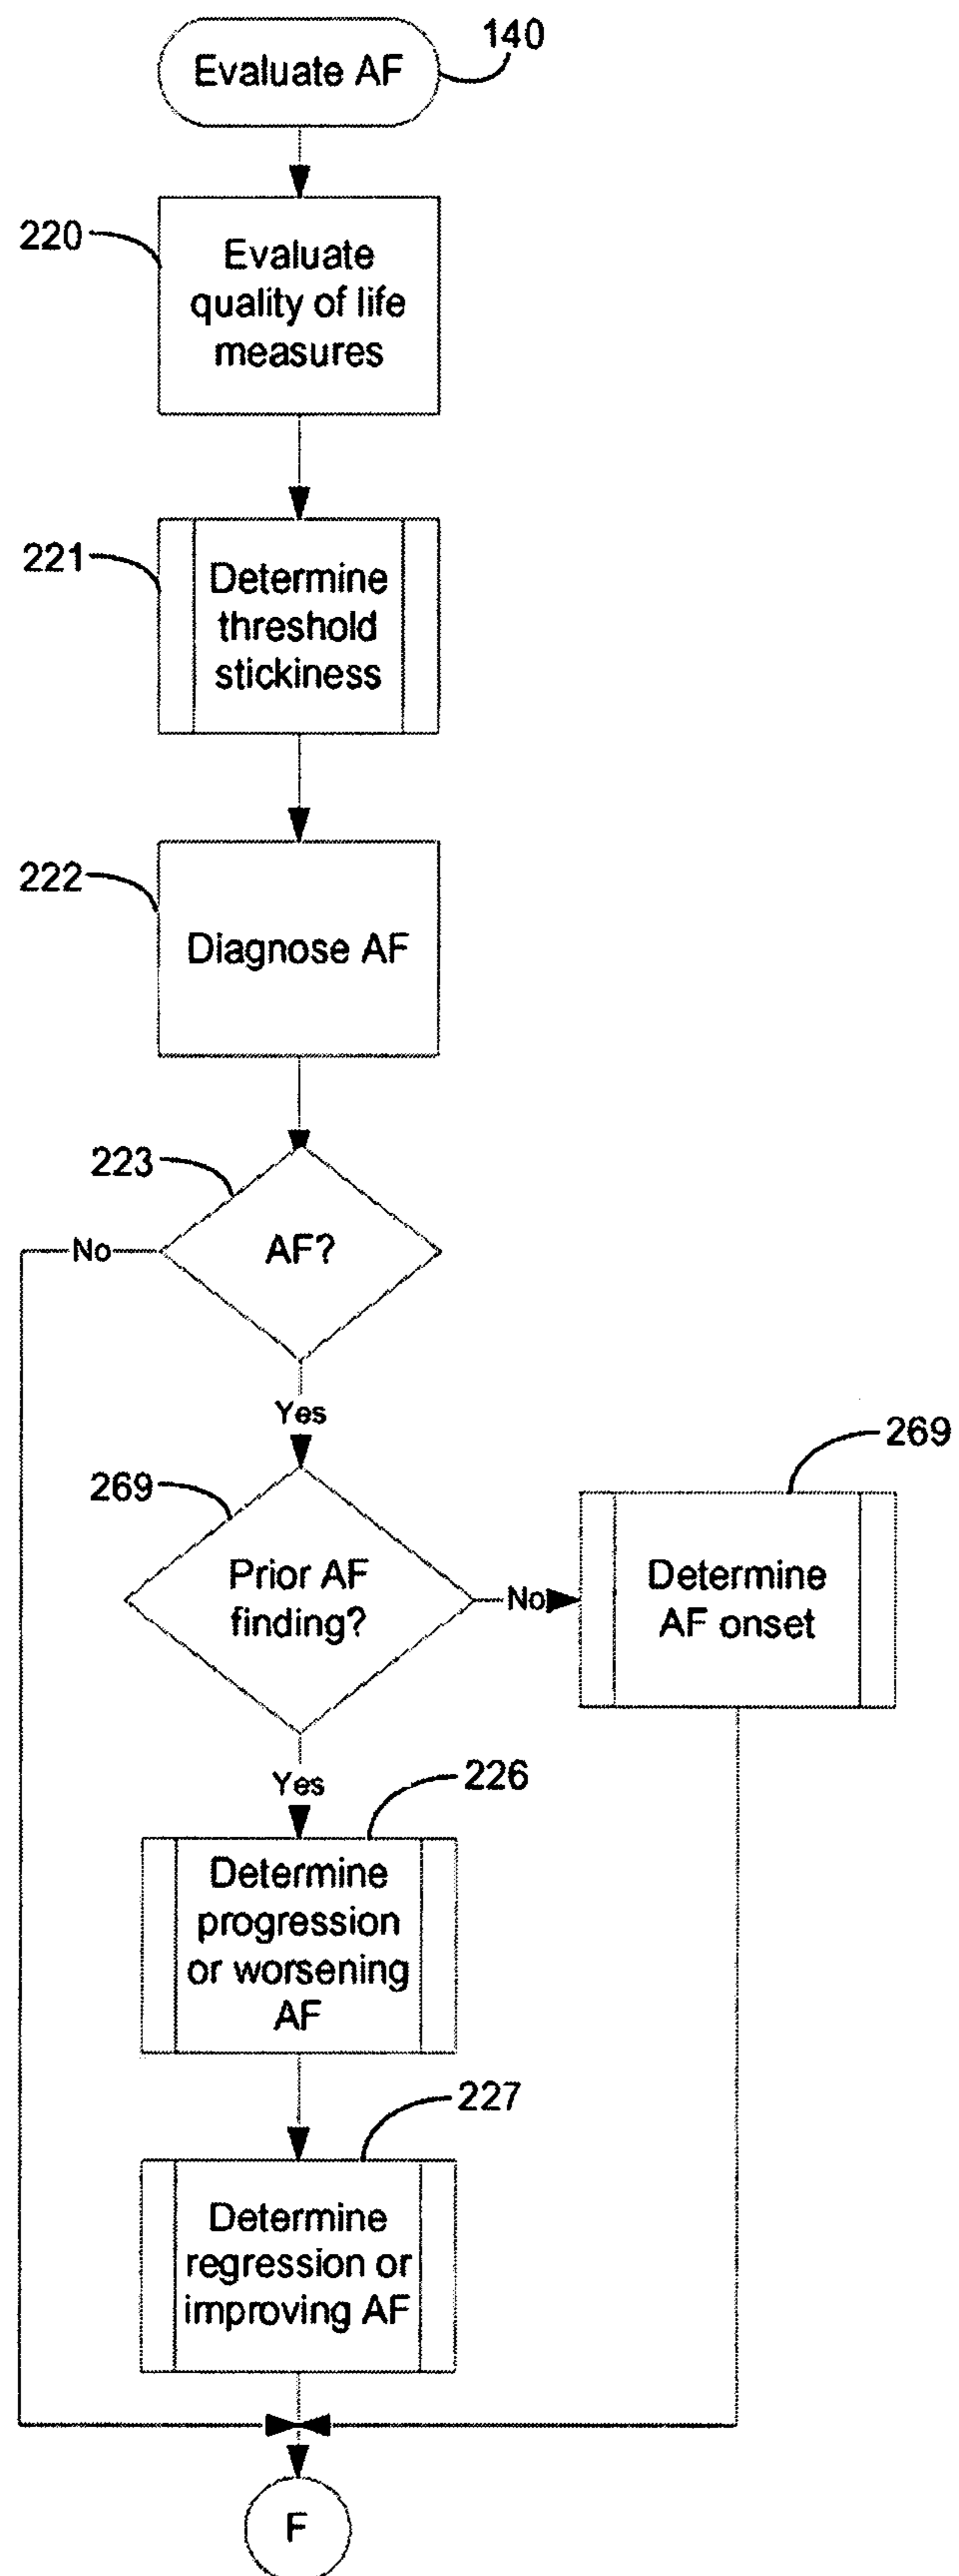 140
Evaluate AF
220
Evaluate
quality of life
measures
221
Determine
threshold
stickiness
222
Diagnose AF
223
AF?
No
Yes
269
Prior AF
finding?
No
269
Determine
AF onset
Yes
226
Determine
progression
or worsening
AF
227
Determine
regression or
improving AF
F